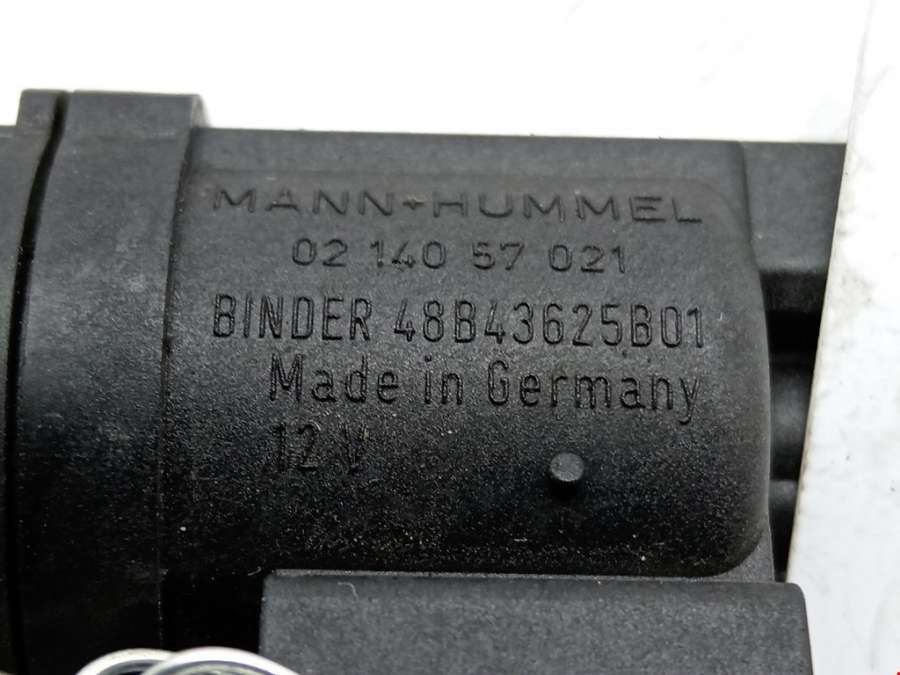 MANN+HUMMEL
02 140 57 021
BINDER 48B43625B01
Made in Germany
12 V